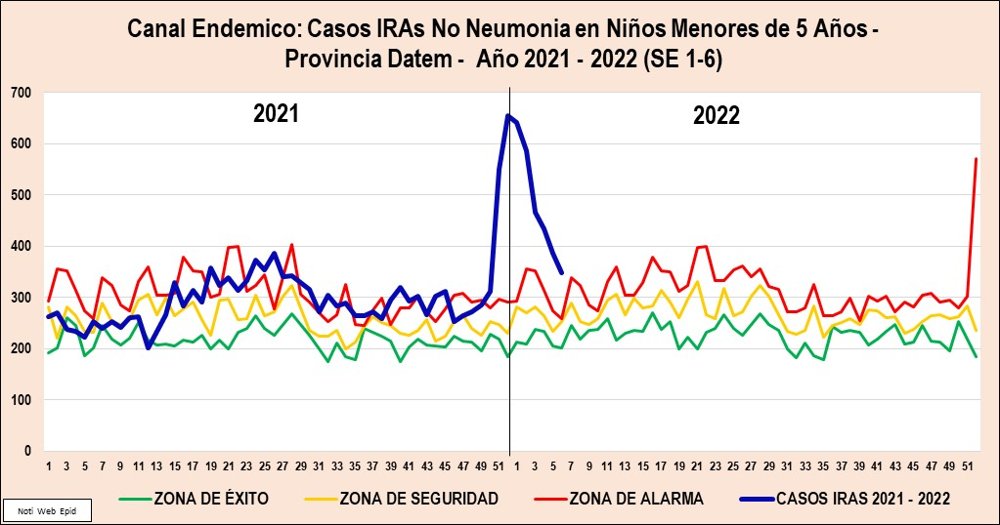 Canal Endemico: Casos IRAs No Neumonia en Niños Menores de 5 Años -
Provincia Datem -  Año 2021 - 2022 (SE 1-6)
700
600
500
400
300
200
100
0
2021
2022
1 3 5 7 9 11 13 15 17 19 21 23 25 27 29 31 33 35 37 39 41 43 45 47 49 51 1 3 5 7 9 11 13 15 17 19 21 23 25 27 29 31 33 35 37 39 41 43 45 47 49 51
ZONA DE ÉXITO ZONA DE SEGURIDAD ZONA DE ALARMA CASOS IRAS 2021 - 2022
Noti Web Epid